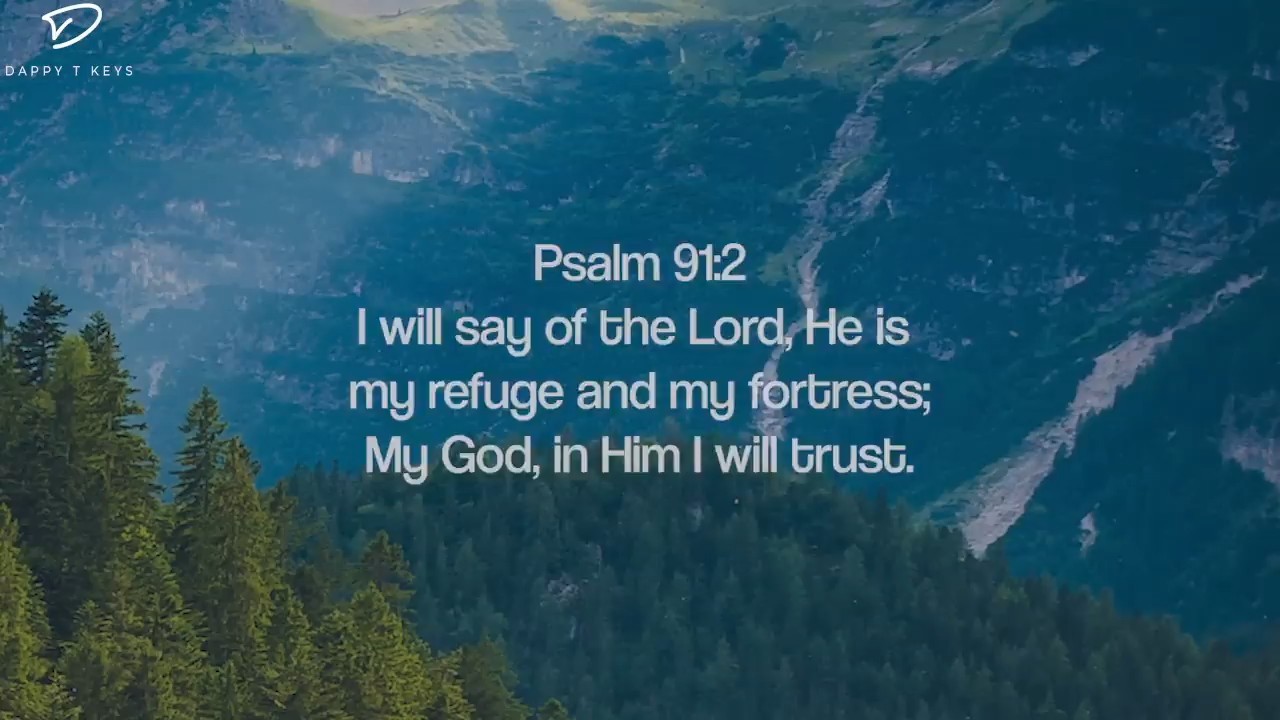 DAPPY T KEYS
Psalm 91:2
I will say of the Lord, He is
my refuge and my fortress;
My God, in Him I will trust.